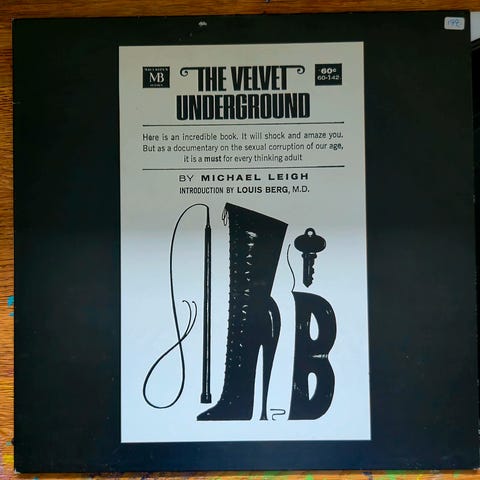 MB
THE VELVET
UNDERGROUND
60¢
60-142
Here is an incredible book. It will shock and amaze you.
But as a documentary on the sexual corruption of our age,
it is a must for every thinking adult
BY MICHAEL LEIGH
INTRODUCTION BY LOUIS BERG, M.D.